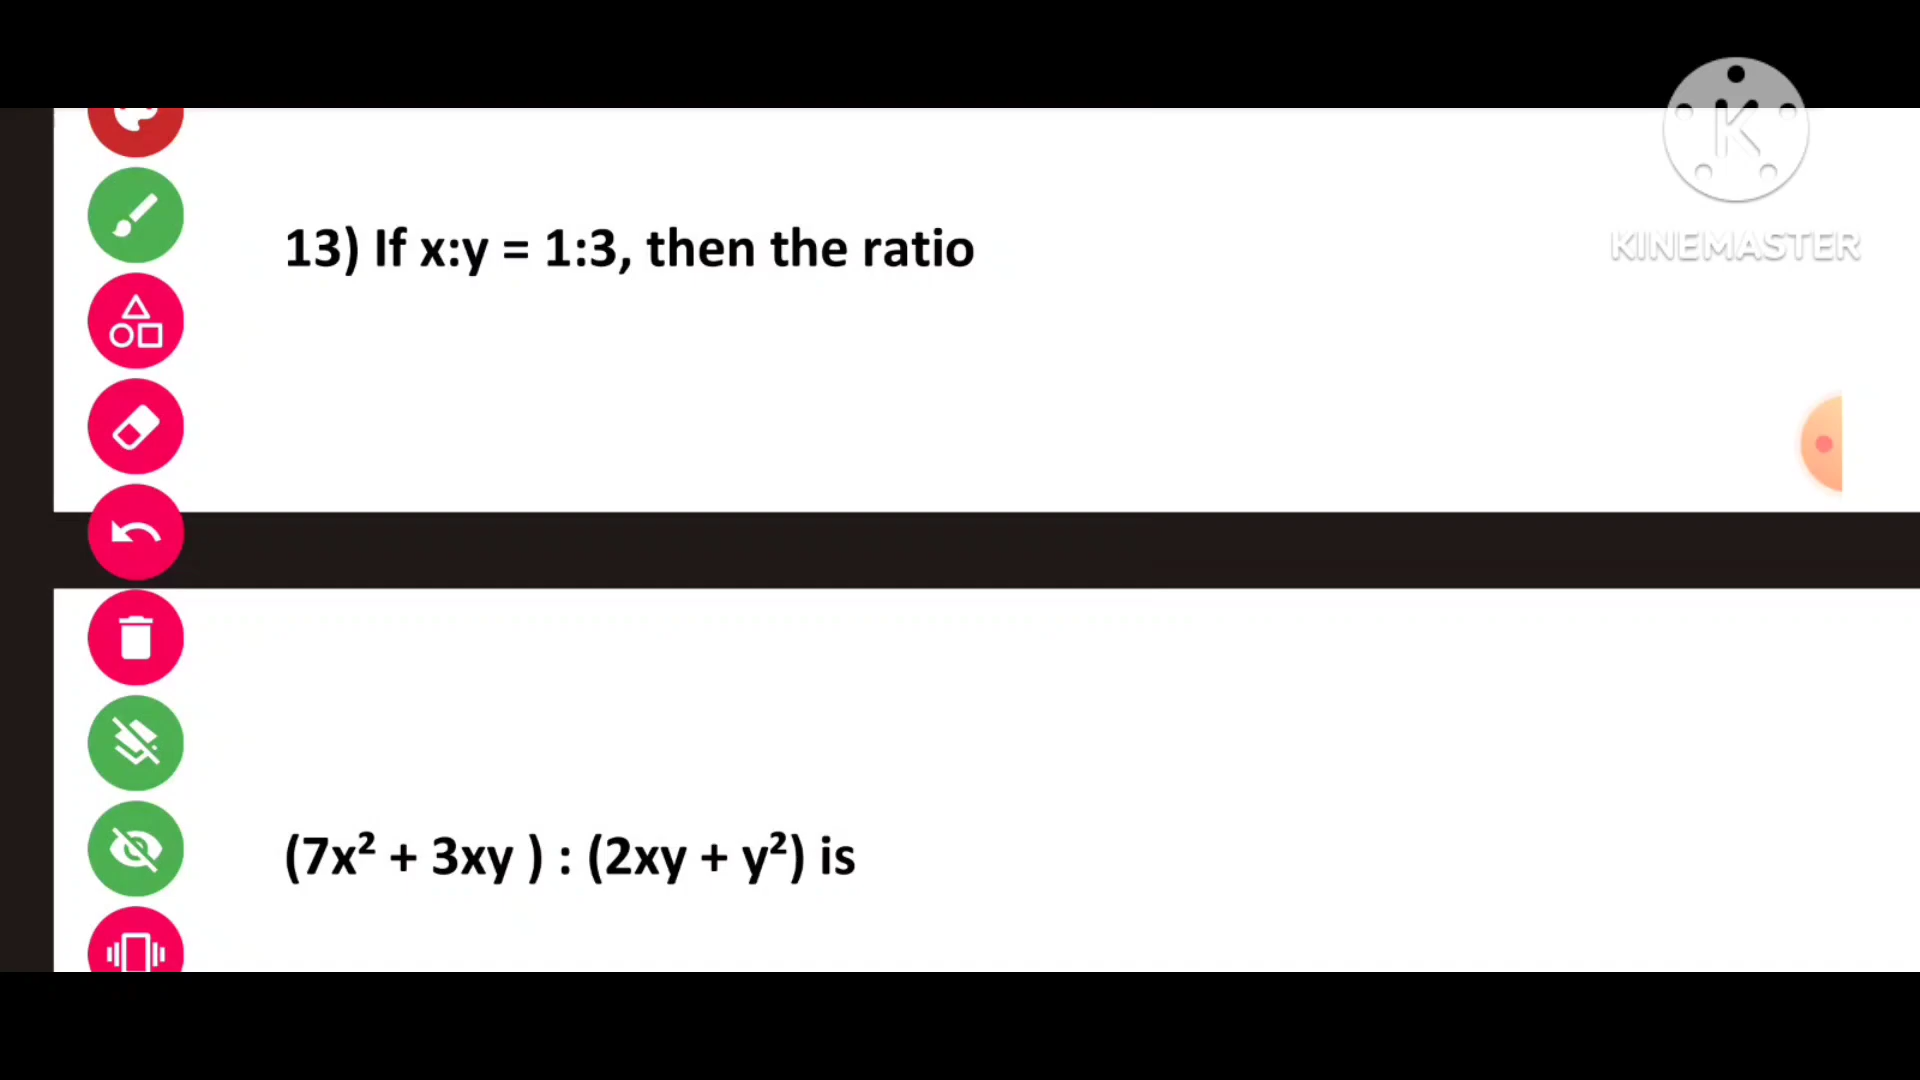 KINEMASTER
13) If x:y = 1:3, then the ratio
(7x² + 3xy ) : (2xy + y²) is